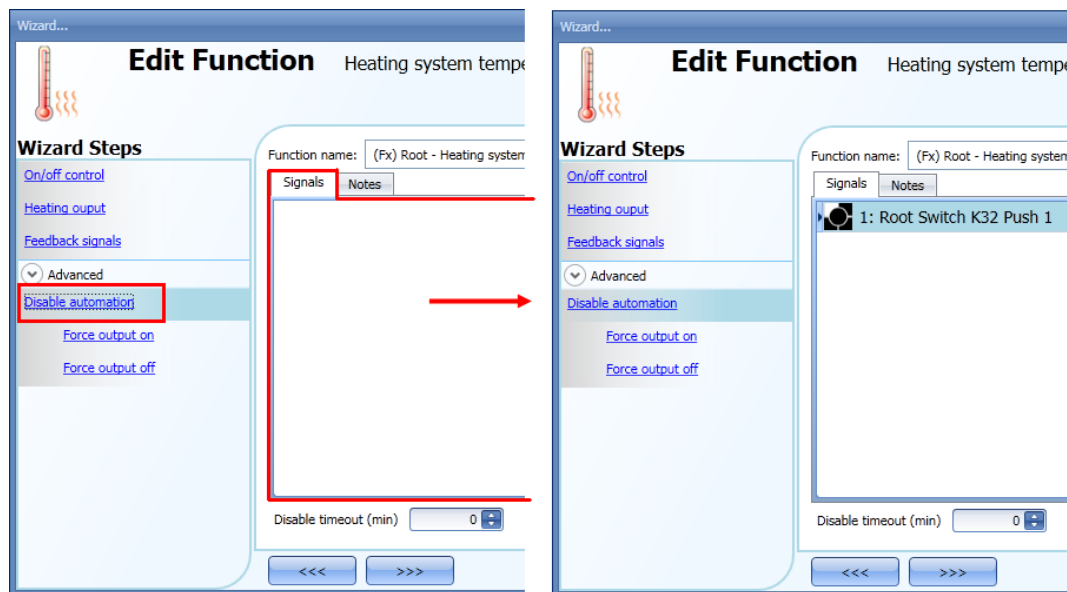 Wizard...
Edit Function Heating system tempe
Wizard Steps
On/off control
Heating ouput
Feedback signals
Advanced
Disable automation
Force output on
Force output off
Function name: (Fx) Root - Heating system
Signals Notes
Disable timeout (min) 0
<<< >>>
Wizard...
Edit Function Heating system tempe
Wizard Steps
On/off control
Heating ouput
Feedback signals
Advanced
Disable automation
Force output on
Force output off
Function name: (Fx) Root - Heating system
Signals Notes
1: Root Switch K32 Push 1
Disable timeout (min) 0
<<< >>>